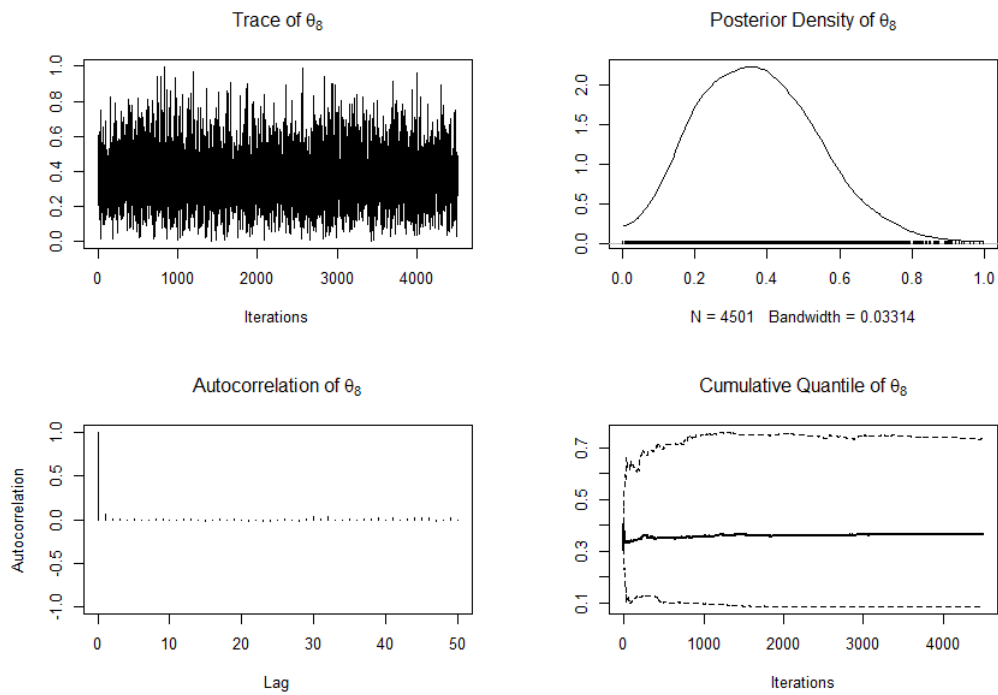 Trace of θ8
0.0 0.2 0.4 0.6 0.8 1.0
0 1000 2000 3000 4000
Iterations
Posterior Density of θ8
0.0 0.5 1.0 1.5 2.0
0.0 0.2 0.4 0.6 0.8 1.0
N = 4501 Bandwidth = 0.03314
Autocorrelation of θ8
Autocorrelation
-1.0 -0.5 0.0 0.5 1.0
0 10 20 30 40 50
Lag
Cumulative Quantile of θ8
0.1 0.3 0.5 0.7
0 1000 2000 3000 4000
Iterations